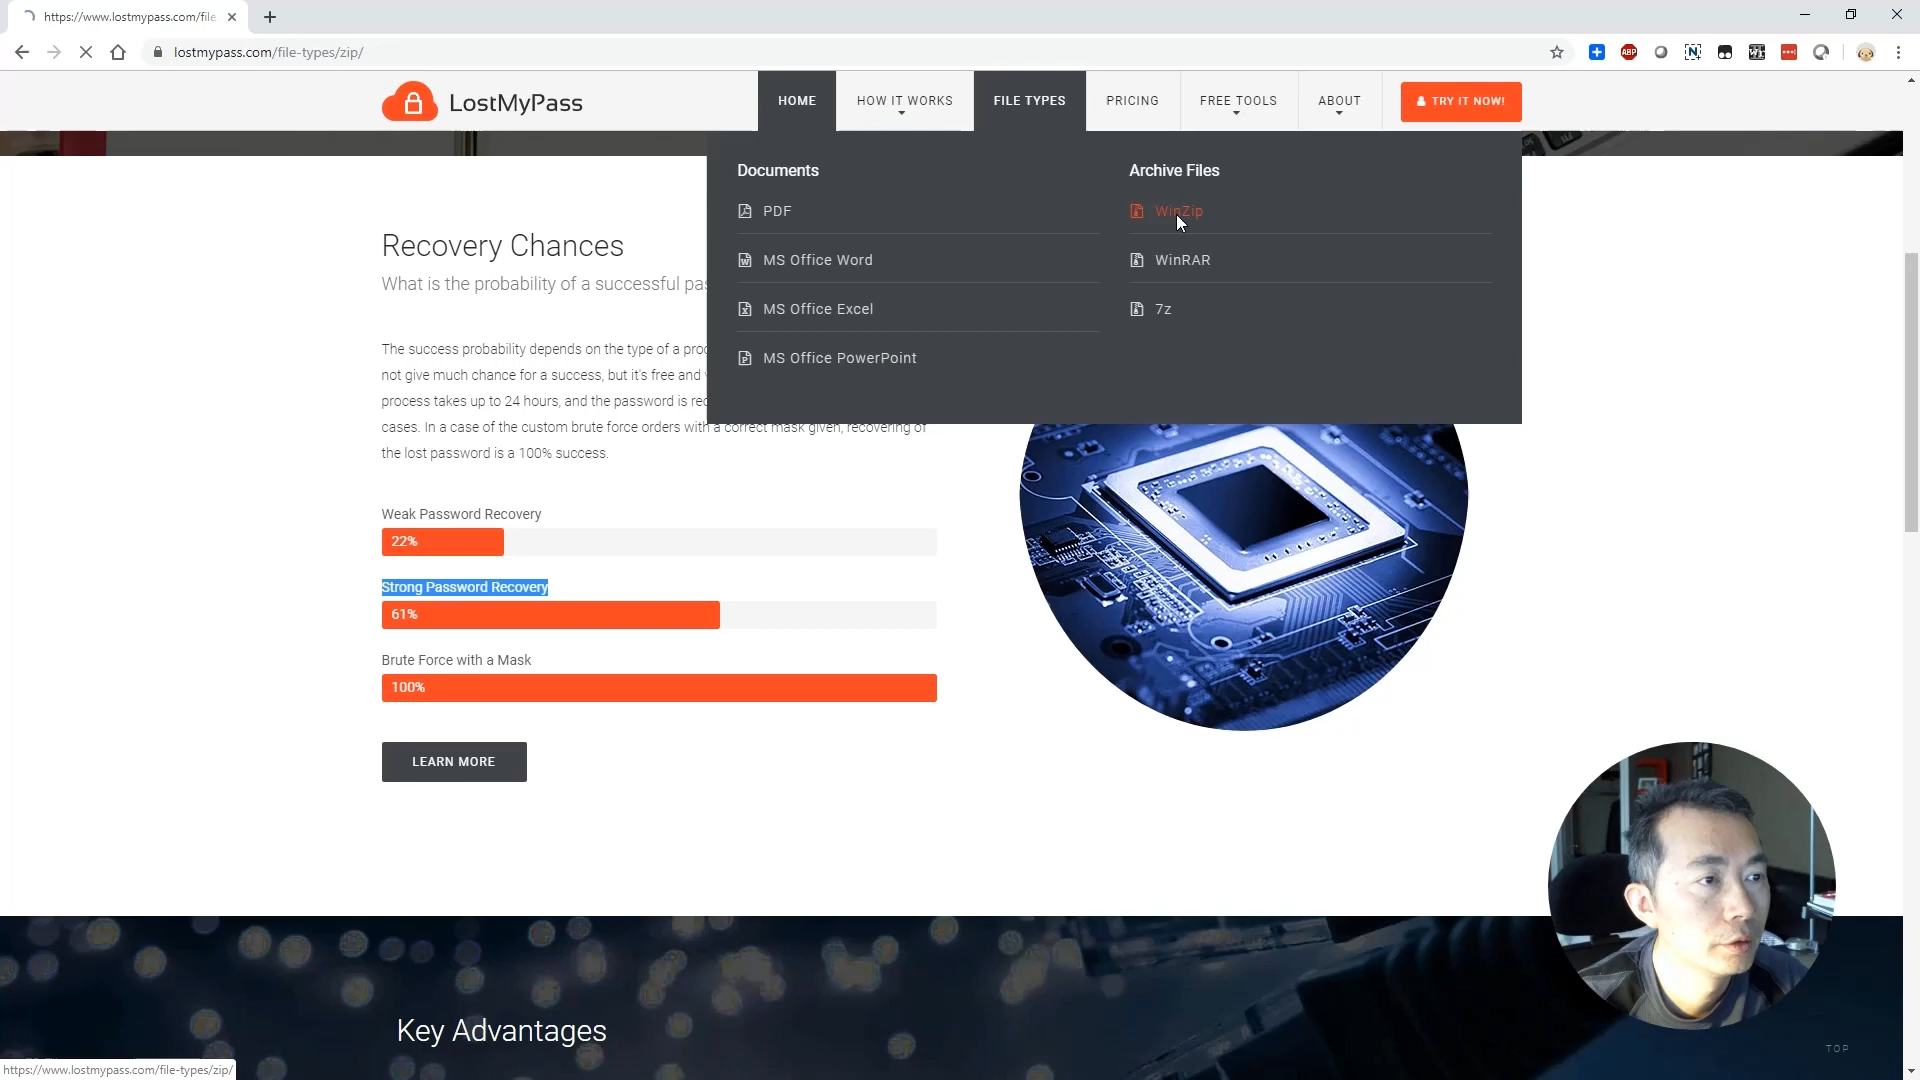 https://www.lostmypass.com/file
lostmypass.com/file-types/zip/
LostMyPass
HOME
HOW IT WORKS
FILE TYPES
PRICING
FREE TOOLS
ABOUT
TRY IT NOW!
Documents
PDF
MS Office Word
MS Office Excel
MS Office PowerPoint
Archive Files
WinZip
WinRAR
7z
Recovery Chances
What is the probability of a successful pas
The success probability depends on the type of a proc
not give much chance for a success, but it's free and
process takes up to 24 hours, and the password is rec
cases. In a case of the custom brute force orders with a correct mask given, recovering of
the lost password is a 100% success.
Weak Password Recovery
22%
Strong Password Recovery
61%
Brute Force with a Mask
100%
LEARN MORE
Key Advantages
TOP
https://www.lostmypass.com/file-types/zip/